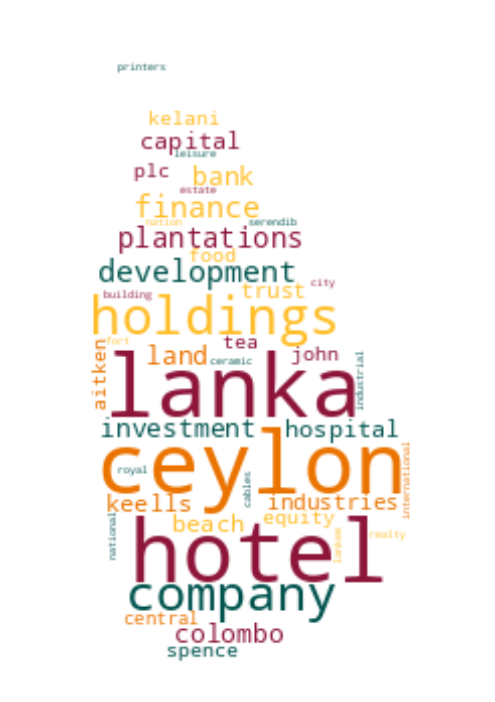 printers
kelani
capital
leisure
plc
bank
estate
finance
nation
serendib
plantations
food
development
city
trust
building
holdings
fort
tea
land
john
ceramic
aitken
industrial
lanka
investment
hospital
ceylon
royal
international
cables
keells
industries
equity
beach
national
realty
lankem
hotel
company
central
colombo
spence